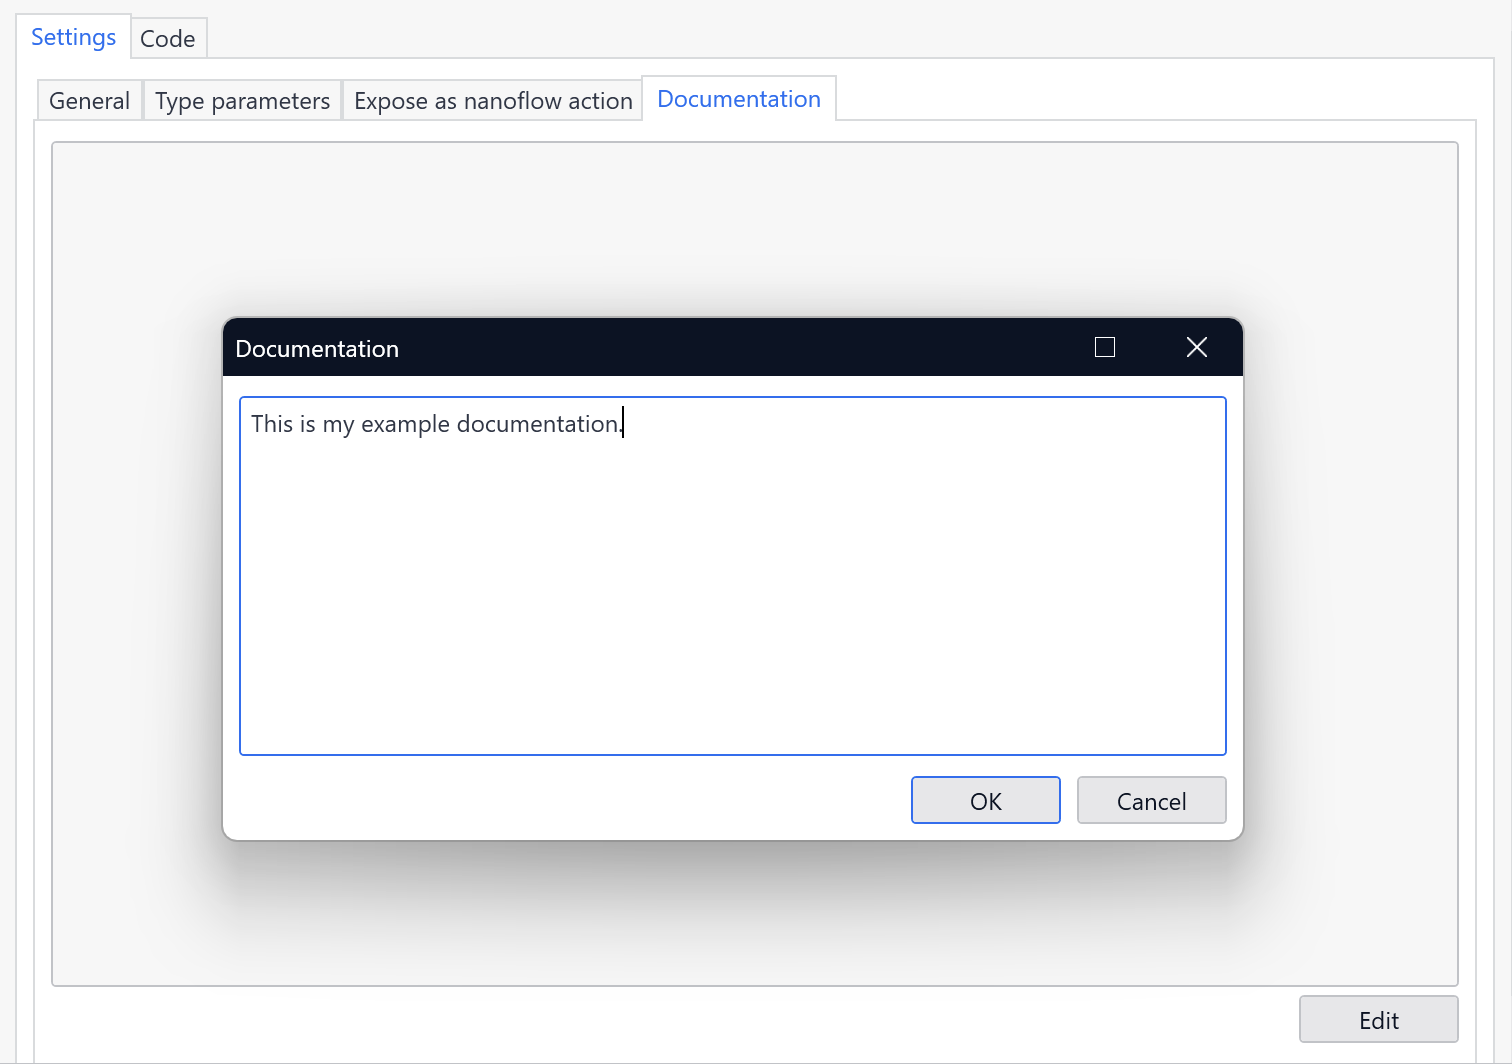 Settings Code
General Type parameters Expose as nanoflow action Documentation
Documentation
This is my example documentation.
OK Cancel
Edit